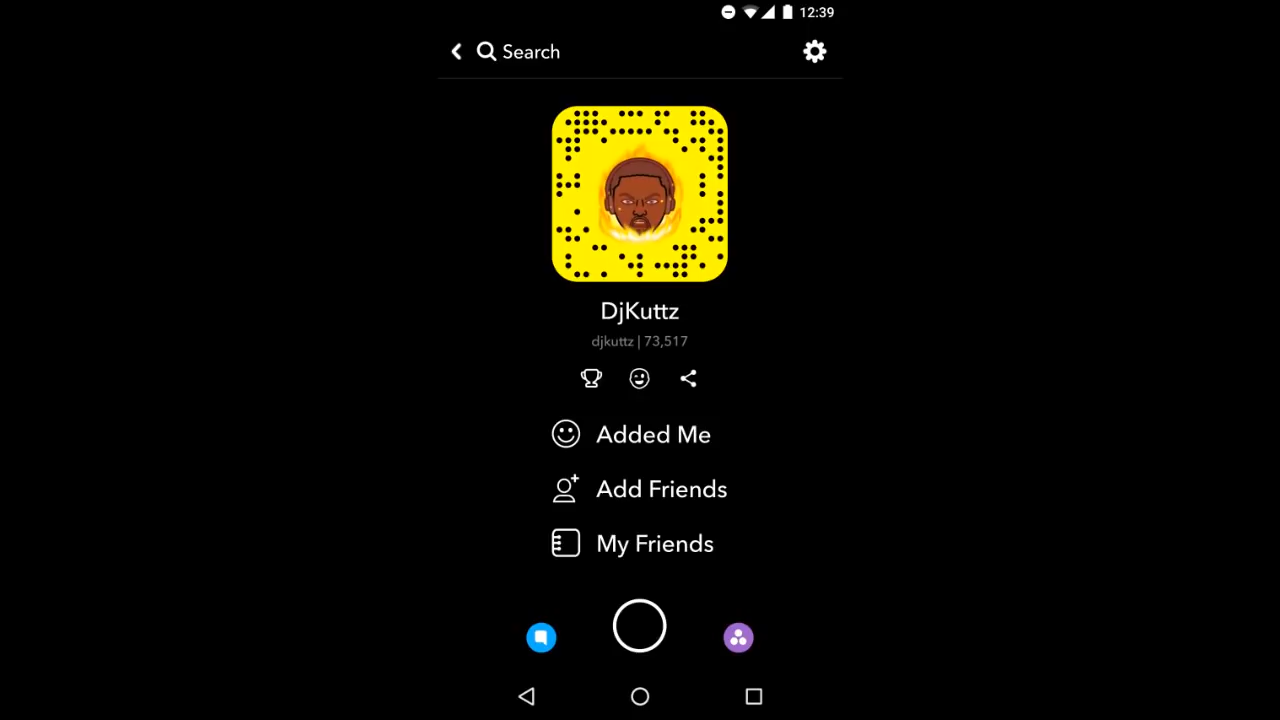 12:39
Search
DjKuttz
djkuttz | 73,517
Added Me
Add Friends
My Friends